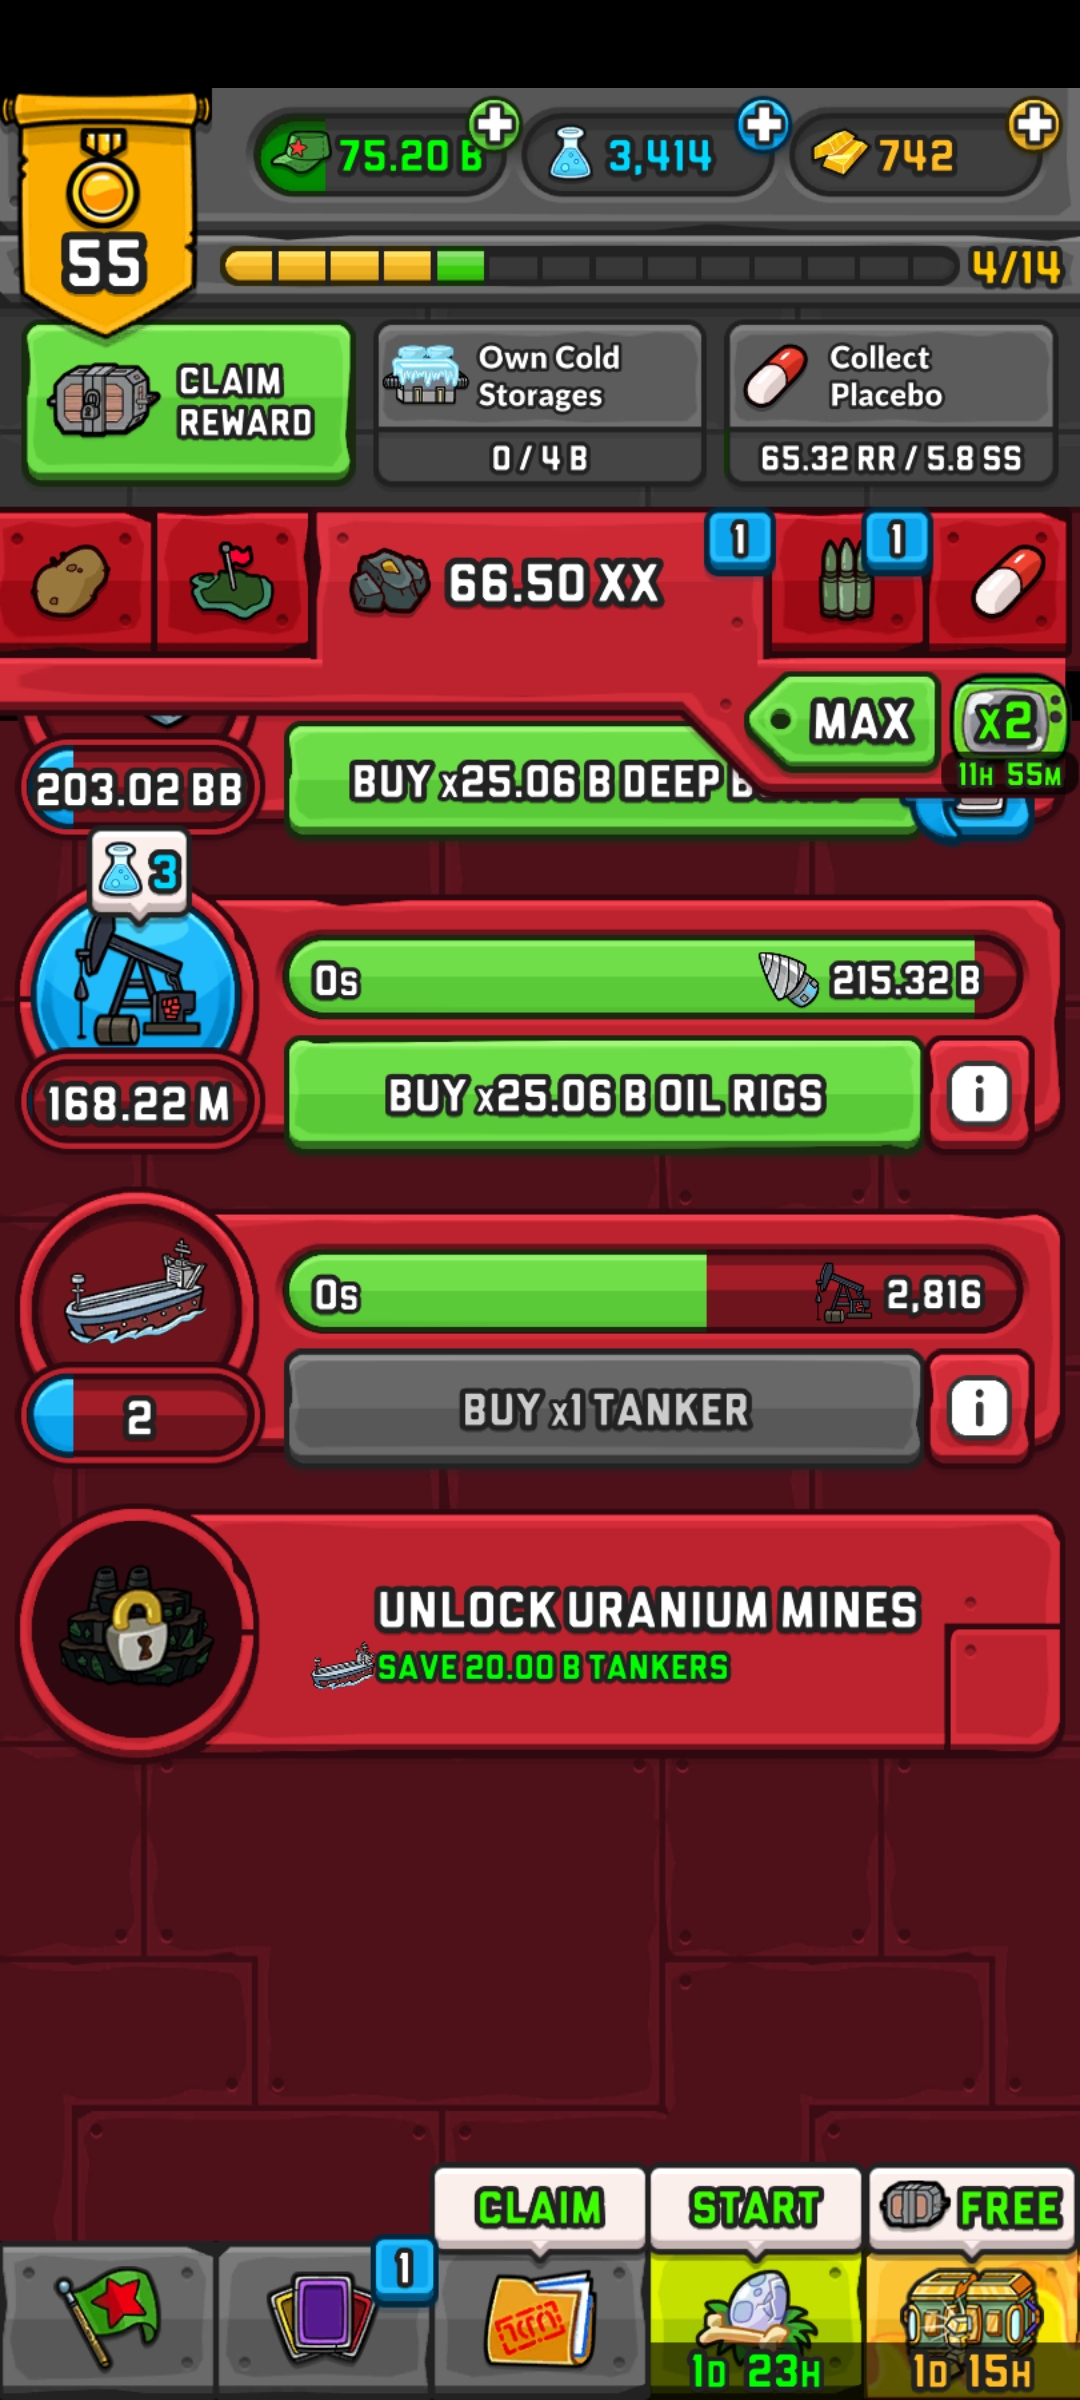 75.20 B
3,414
742
55
4/14
CLAIM
REWARD
Own Cold
Storages
0 / 4 B
Collect
Placebo
65.32 RR / 5.8 SS
66.50 XX
1
1
MAX
x2
11H 55M
203.02 BB
BUY x25.06 B DEEP
3
0s
215.32 B
168.22 M
BUY x25.06 B OIL RIGS
i
0s
2,816
2
BUY x1 TANKER
i
UNLOCK URANIUM MINES
SAVE 20.00 B TANKERS
CLAIM
START
FREE
1
1D 23H
1D 15H